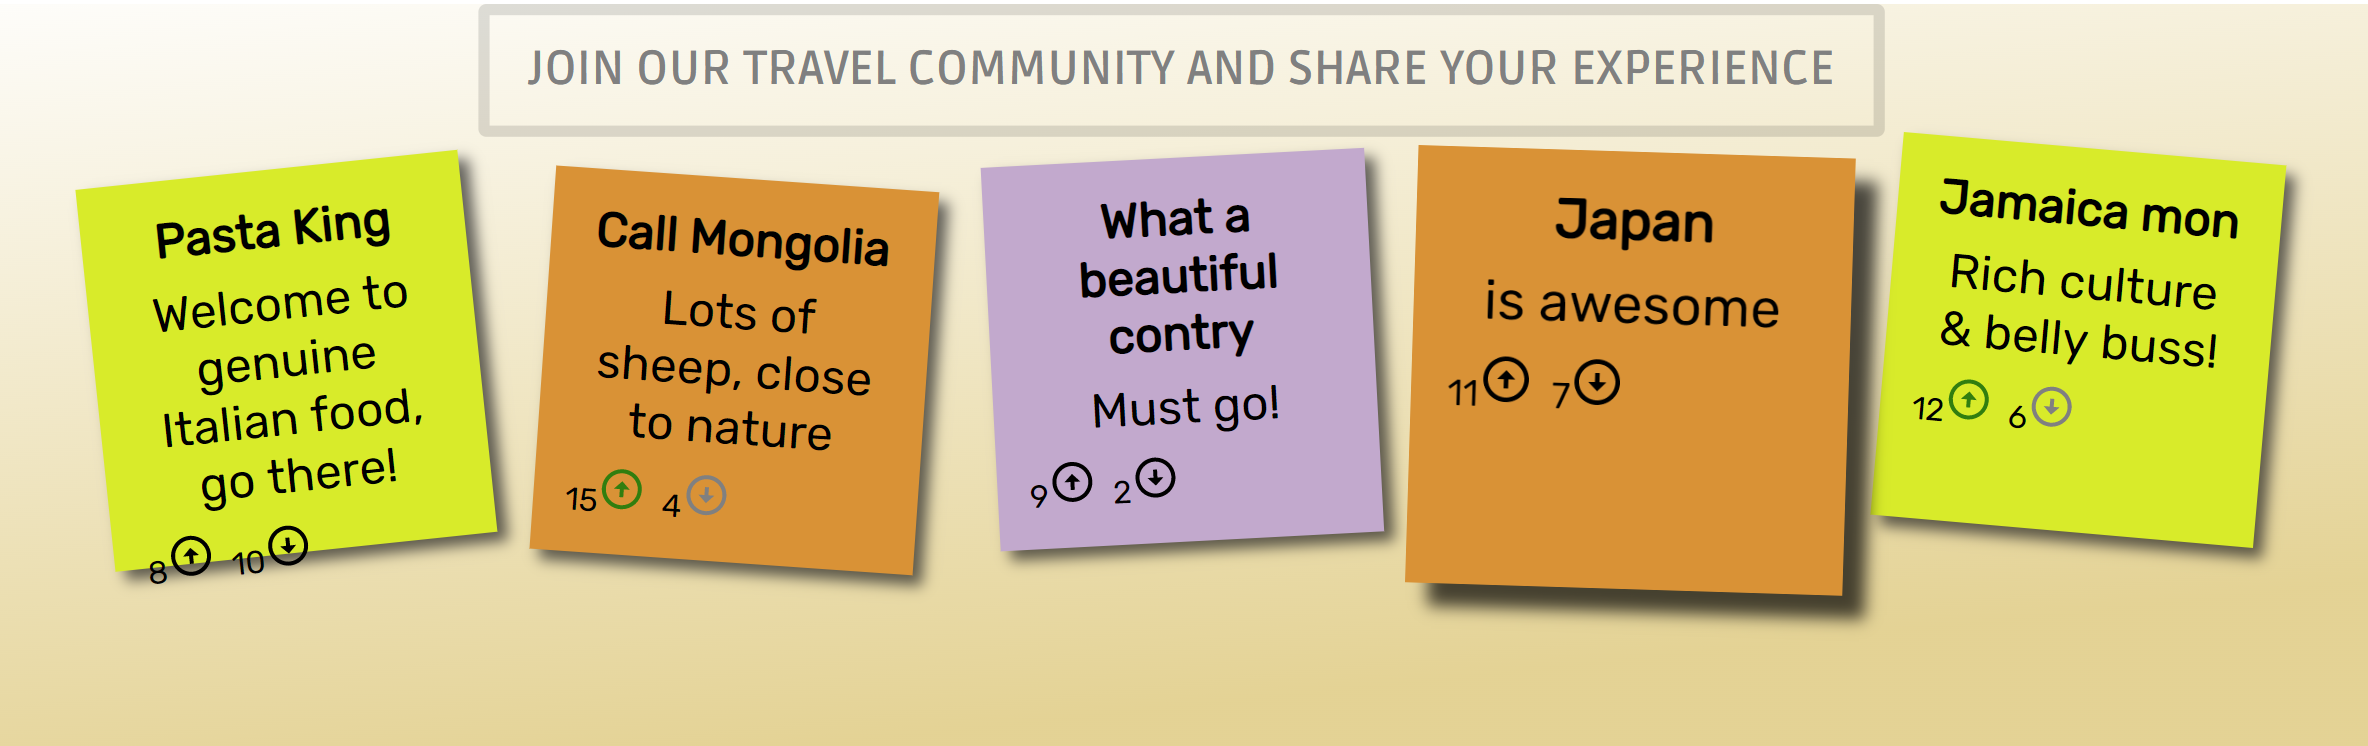 JOIN OUR TRAVEL COMMUNITY AND SHARE YOUR EXPERIENCE
Pasta King
Welcome to
genuine
Italian food,
go there!
8 10
Call Mongolia
Lots of
sheep, close
to nature
15 4
What a
beautiful
contry
Must go!
9 2
Japan
is awesome
11 7
Jamaica mon
Rich culture
& belly buss!
12 6